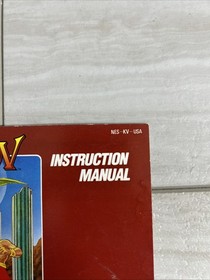 NES-KV-USA
V
INSTRUCTION
MANUAL